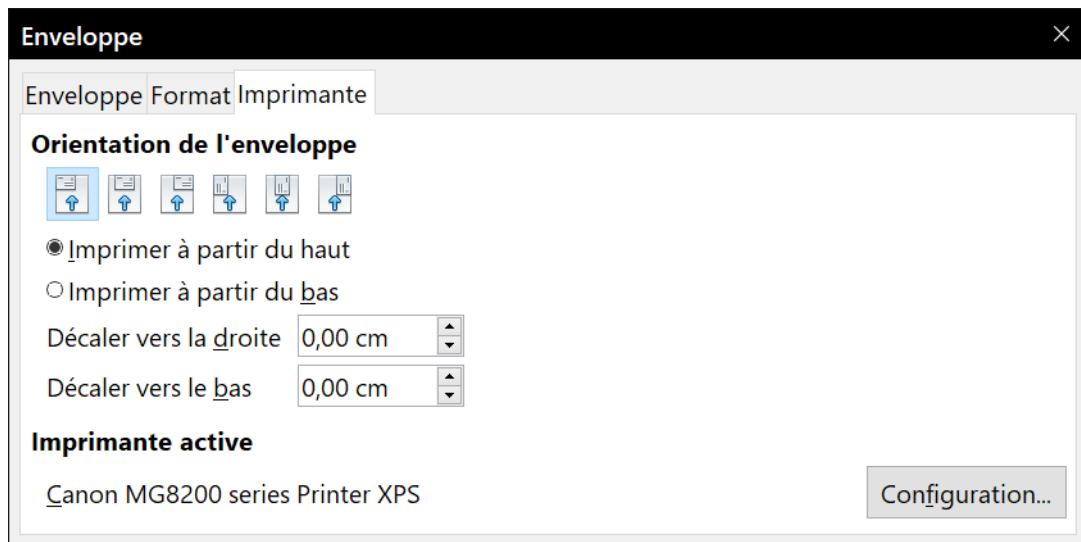 Enveloppe
Enveloppe Format Imprimante
Orientation de l'enveloppe
Imprimer à partir du haut
Imprimer à partir du bas
Décaler vers la droite 0,00 cm
Décaler vers le bas 0,00 cm
Imprimante active
Canon MG8200 series Printer XPS Configuration...